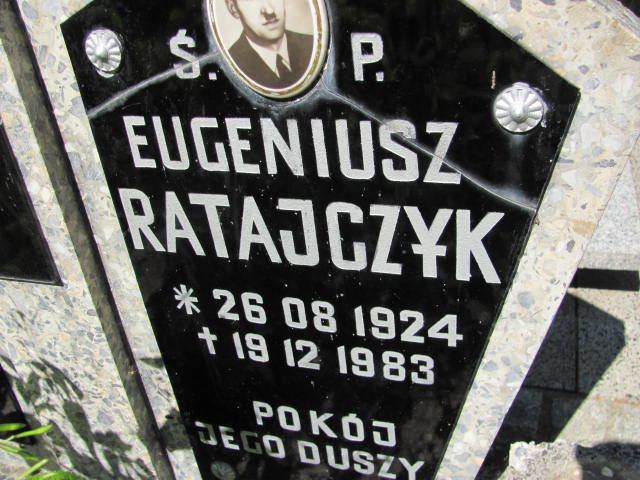 Ś. P.
EUGENIUSZ
RATAJCZYK
* 26 08 1924
† 19 12 1983
POKÓJ
JEGO DUSZY